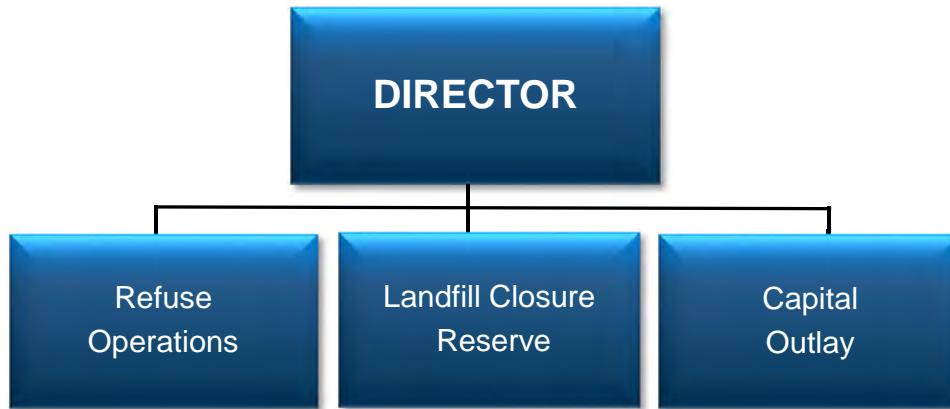 DIRECTOR
Refuse
Operations
Landfill Closure
Reserve
Capital
Outlay